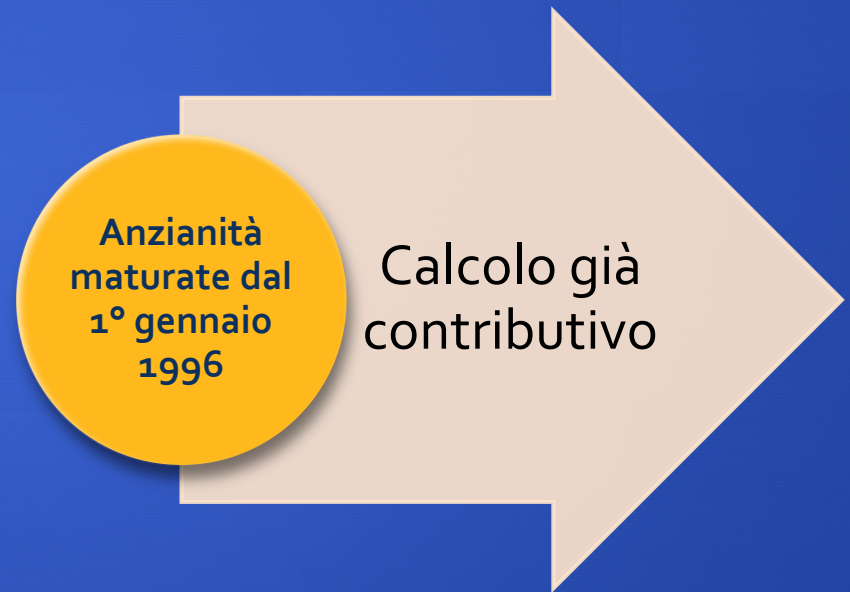 Anzianità
maturate dal
1° gennaio
1996
Calcolo già
contributivo